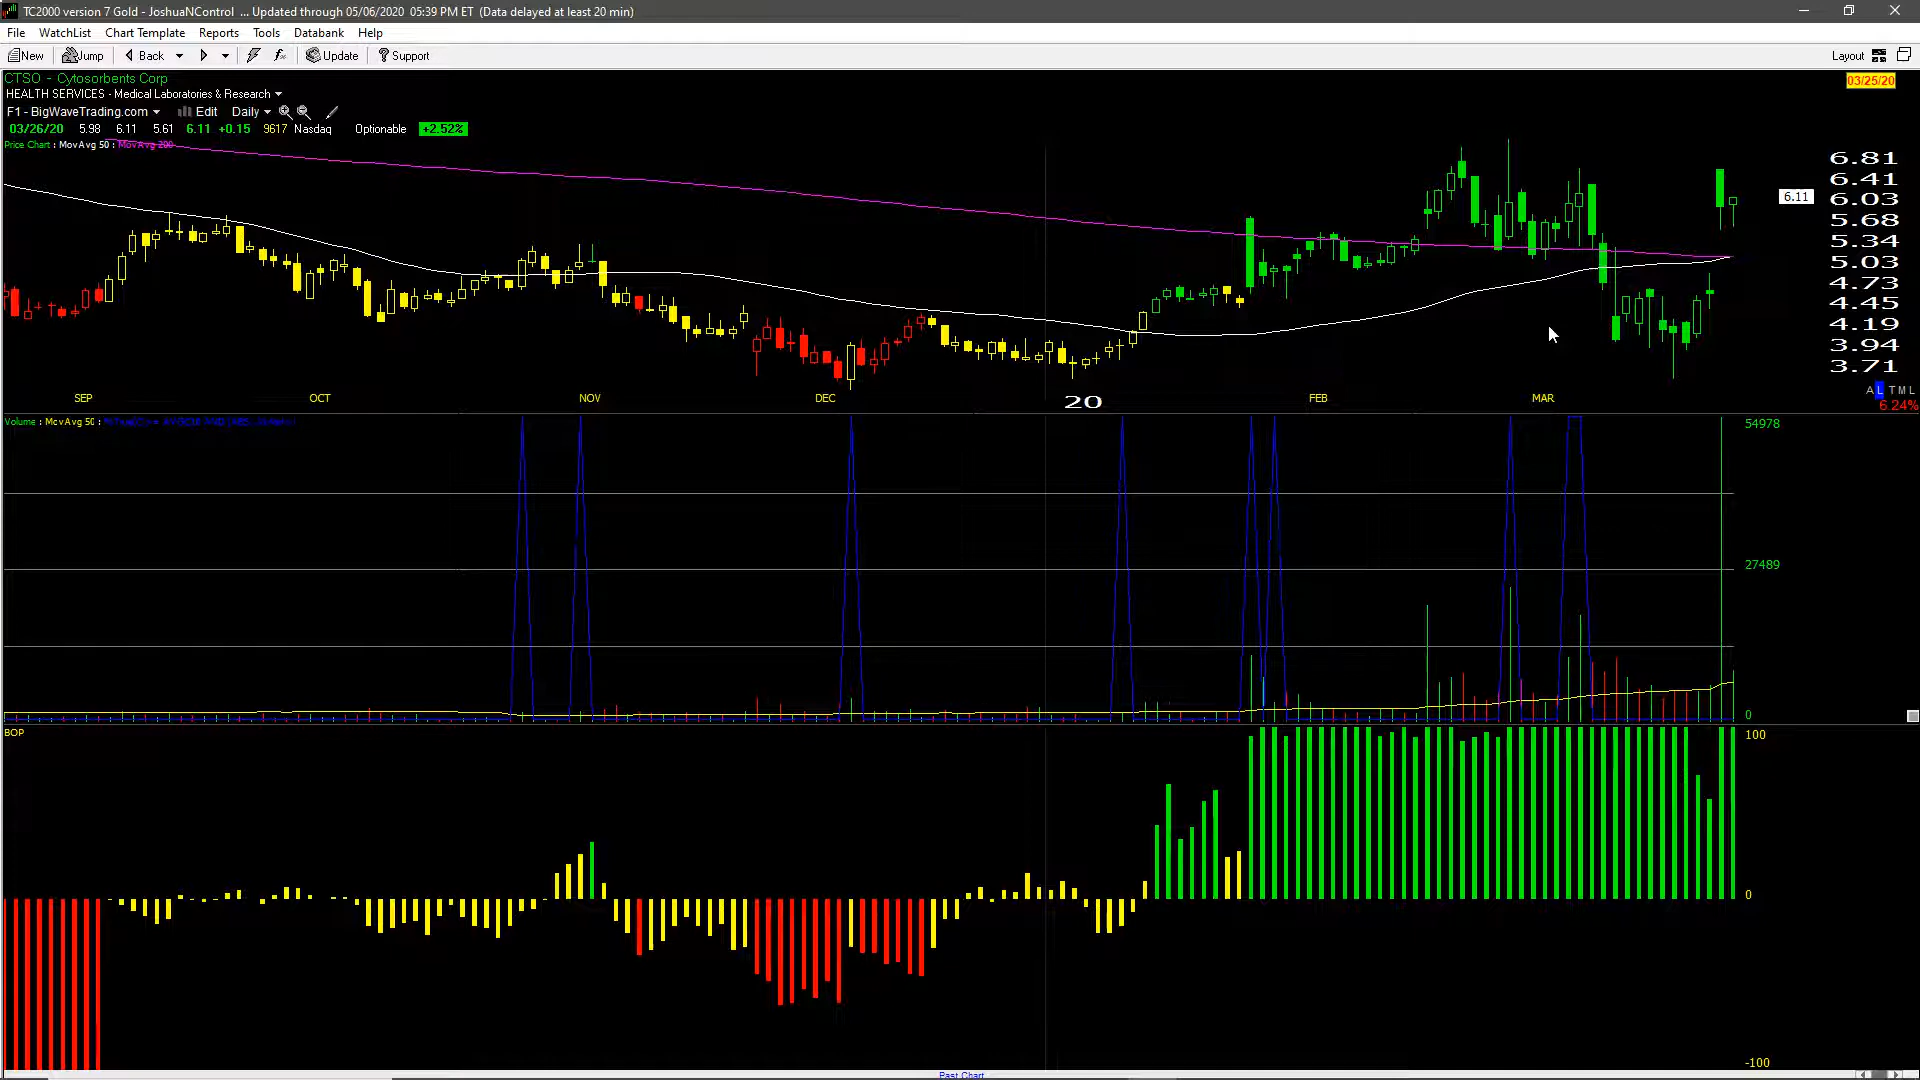 TC2000 version 7 Gold - JoshuaNControl ... Updated through 05/06/2020 05:39 PM ET (Data delayed at least 20 min)
File WatchList Chart Template Reports Tools Databank Help
New Jump Back Update Support Layout
CTSO - Cytosorbents Corp 03/25/20
HEALTH SERVICES - Medical Laboratories & Research
F1 - BigWaveTrading.com Edit Daily
03/26/20 5.98 6.11 5.61 6.11 +0.15 9617 Nasdaq Optionable +2.52%
Price Chart : MovAvg 50 : MovAvg 200
6.81
6.41
6.11 6.03
5.68
5.34
5.03
4.73
4.45
4.19
3.94
3.71
A L T M L
SEP OCT NOV DEC 20 FEB MAR
6.24%
Volume : MovAvg 50 :
54978
27489
0
BOP
100
0
-100
Past Chart